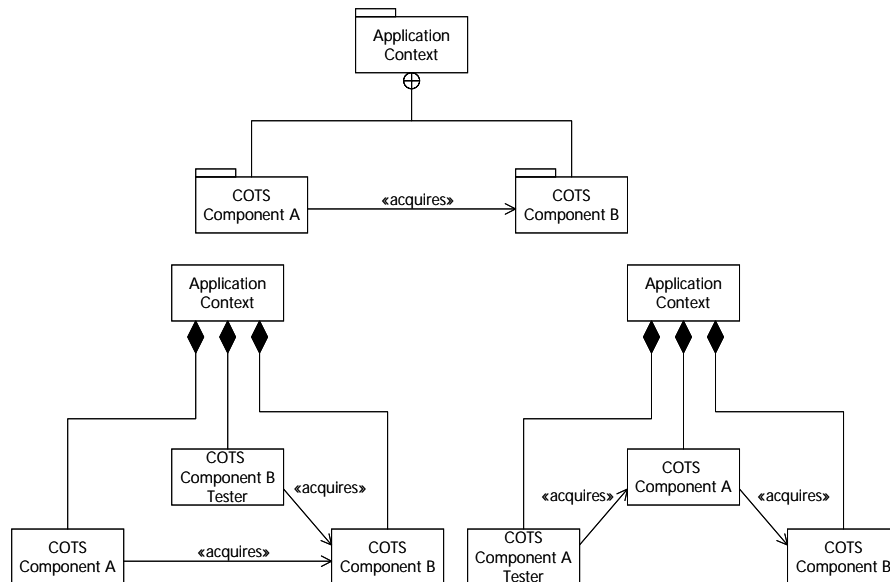 Application
Context
COTS
Component A
«acquires»
COTS
Component B
Application
Context
COTS
Component B
Tester
«acquires»
COTS
Component A
«acquires»
COTS
Component B
Application
Context
COTS
Component A
«acquires»
«acquires»
COTS
Component A
Tester
COTS
Component B